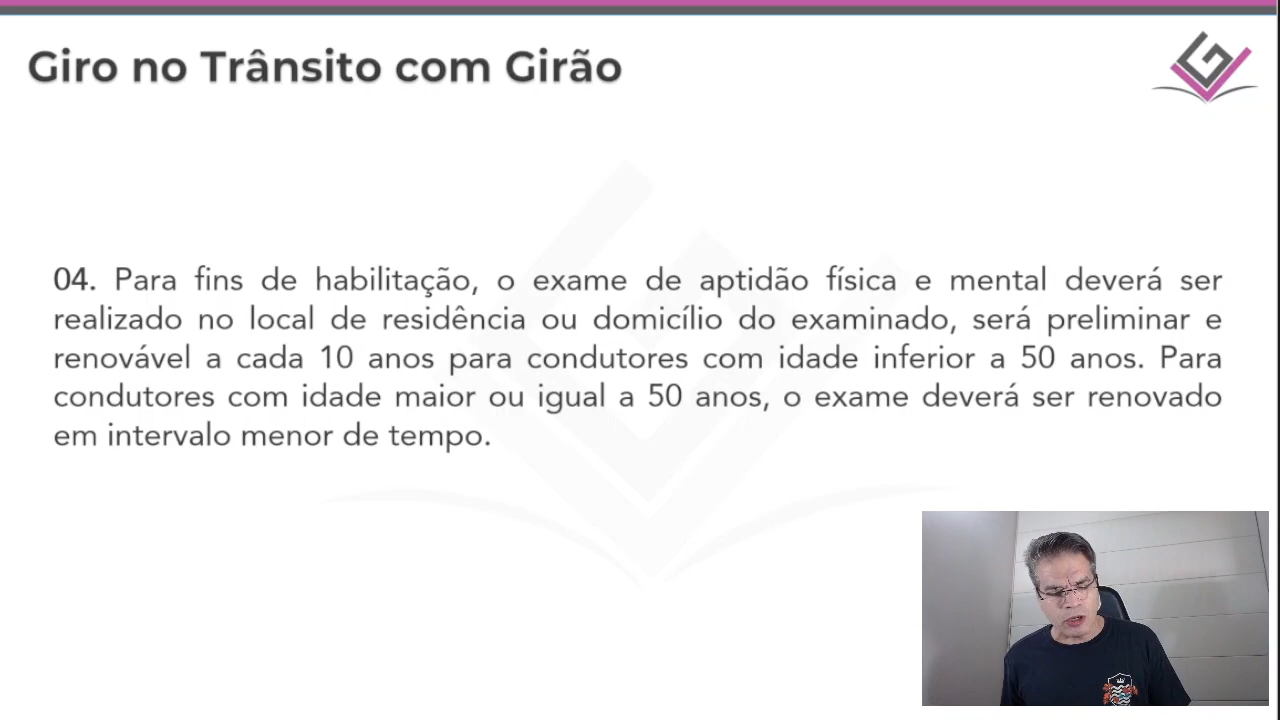 Giro no Trânsito com Girão
04. Para fins de habilitação, o exame de aptidão física e mental deverá ser
realizado no local de residência ou domicílio do examinado, será preliminar e
renovável a cada 10 anos para condutores com idade inferior a 50 anos. Para
condutores com idade maior ou igual a 50 anos, o exame deverá ser renovado
em intervalo menor de tempo.